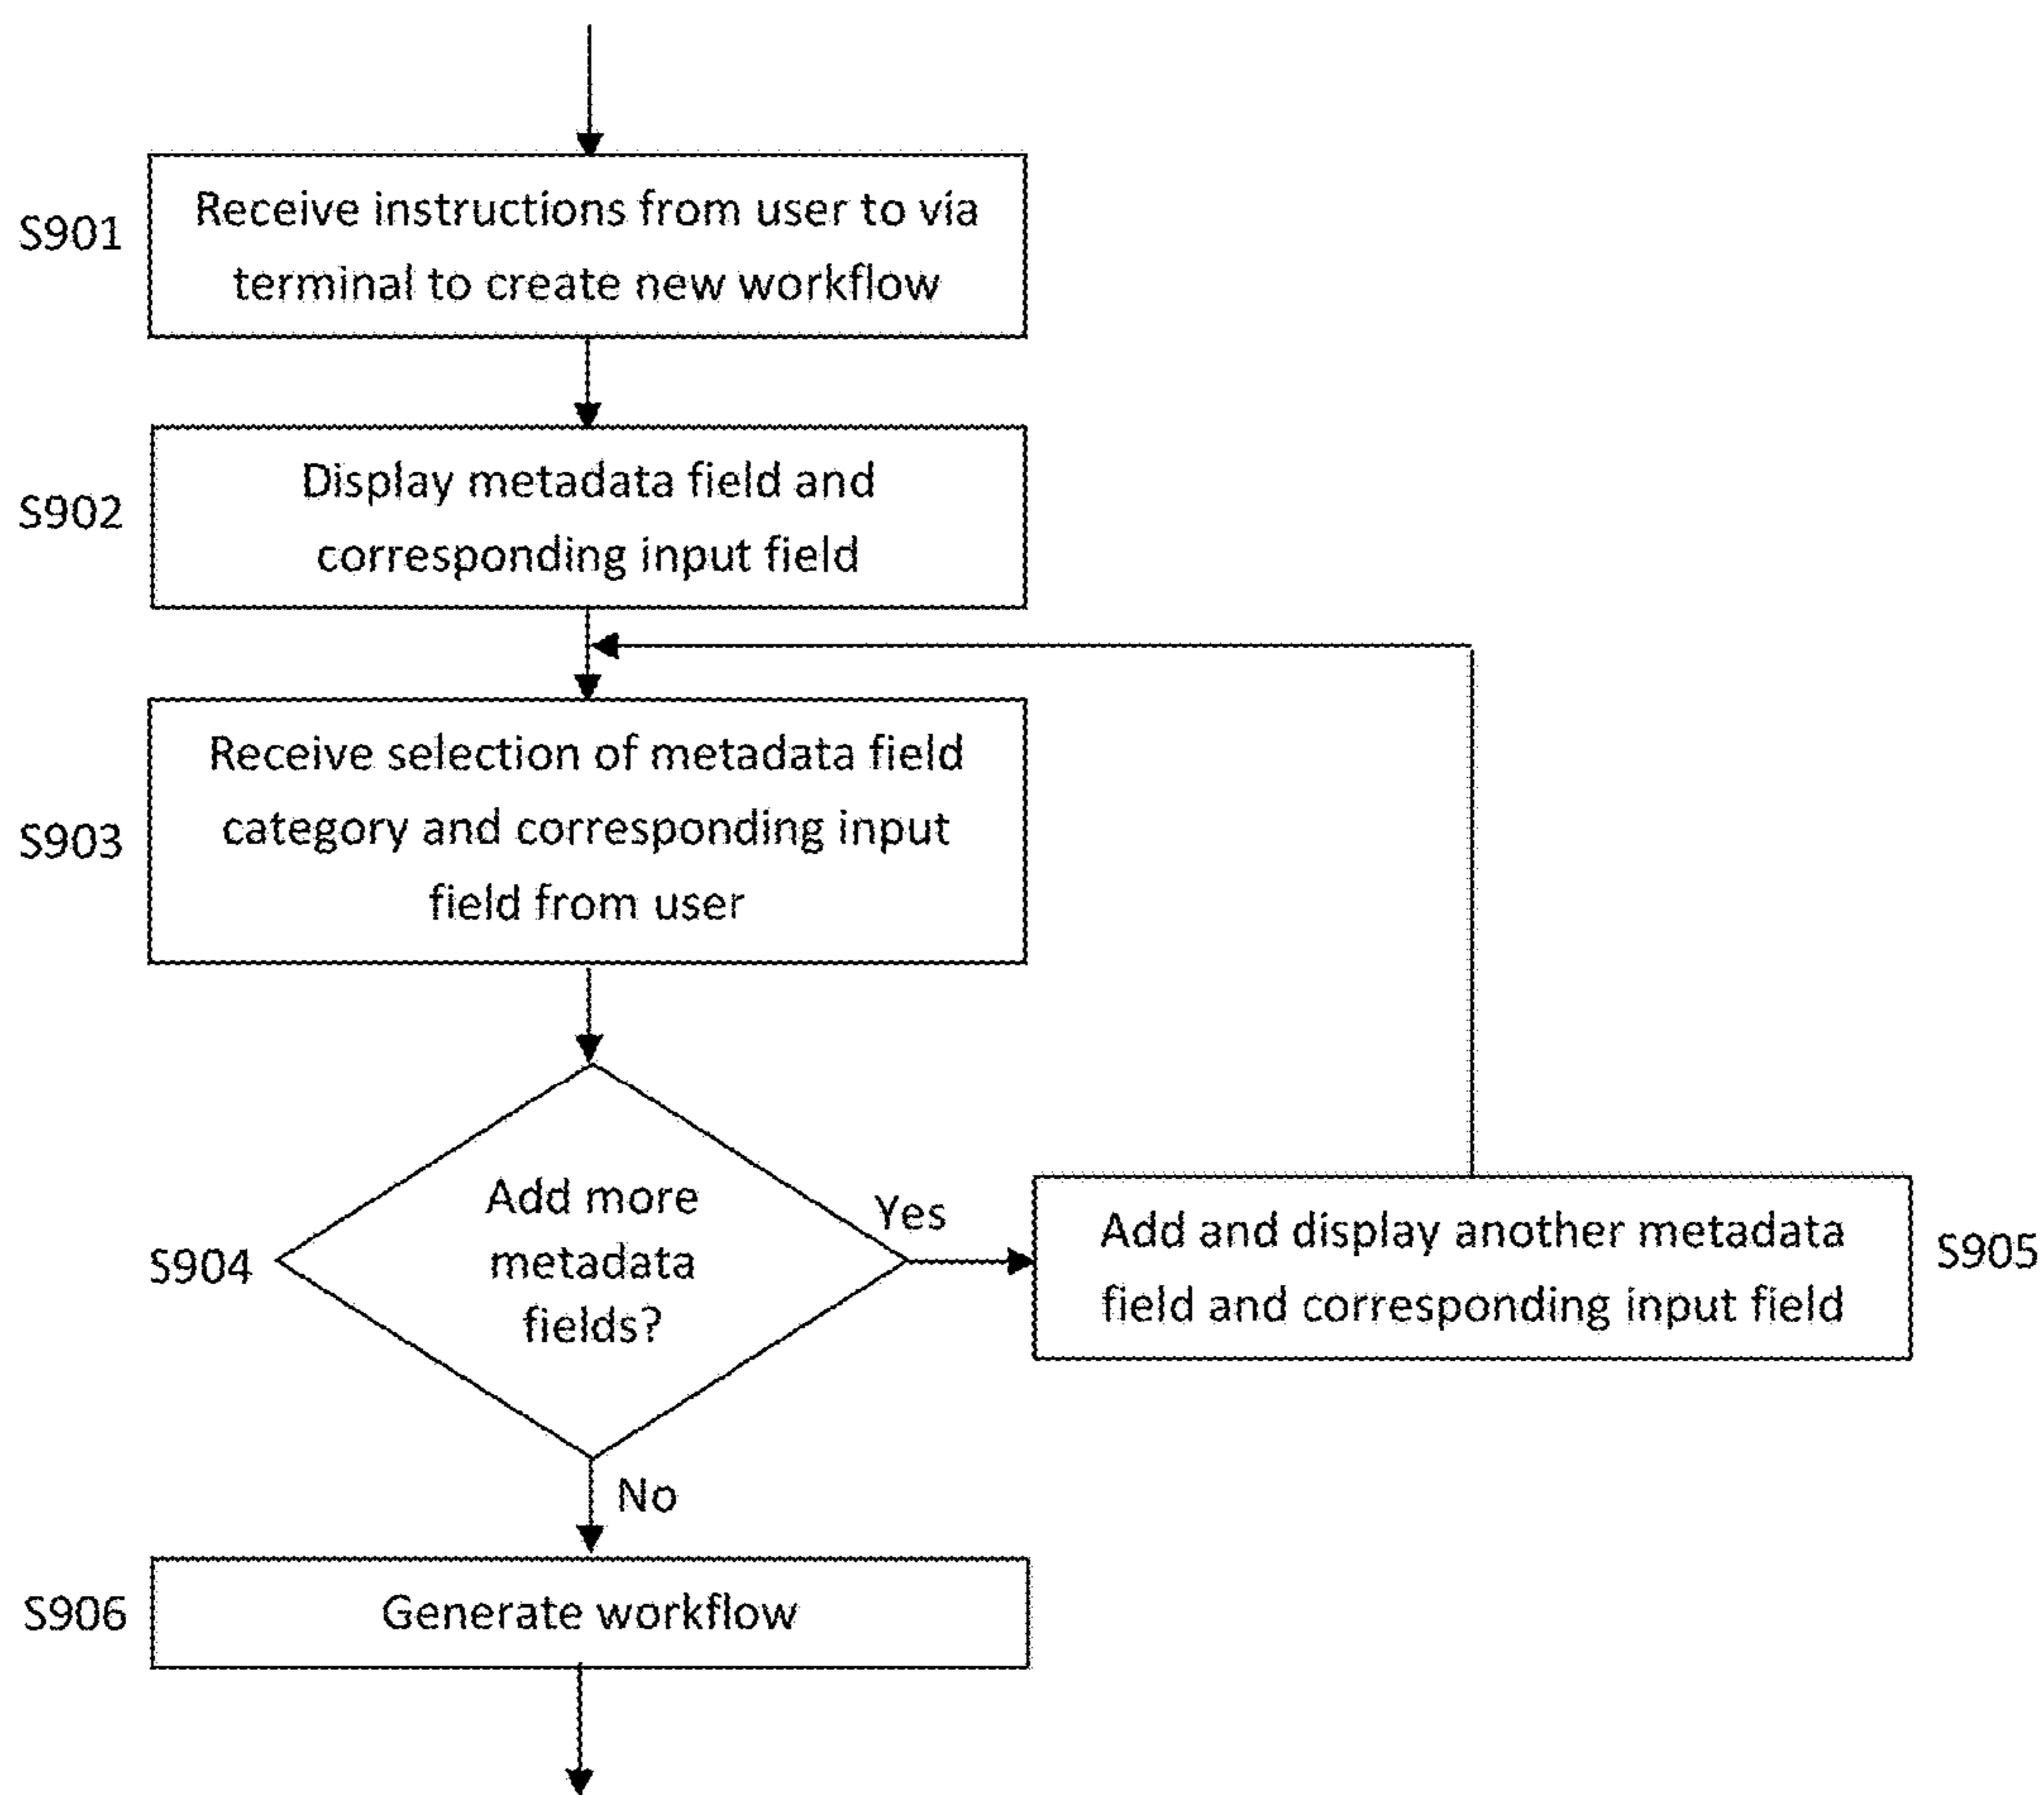 S901
Receive instructions from user to via
terminal to create new workflow
S902
Display metadata field and
corresponding input field
S903
Receive selection of metadata field
category and corresponding input
field from user
S904
Add more
metadata
fields?
Yes
Add and display another metadata
field and corresponding input field
S905
No
S906
Generate workflow